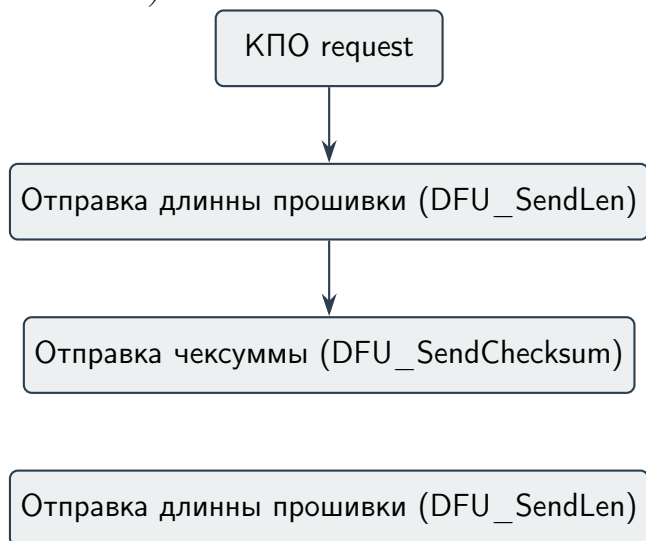 КПО request
Отправка длинны прошивки (DFU_SendLen)
Отправка чексуммы (DFU_SendChecksum)
Отправка длинны прошивки (DFU_SendLen)